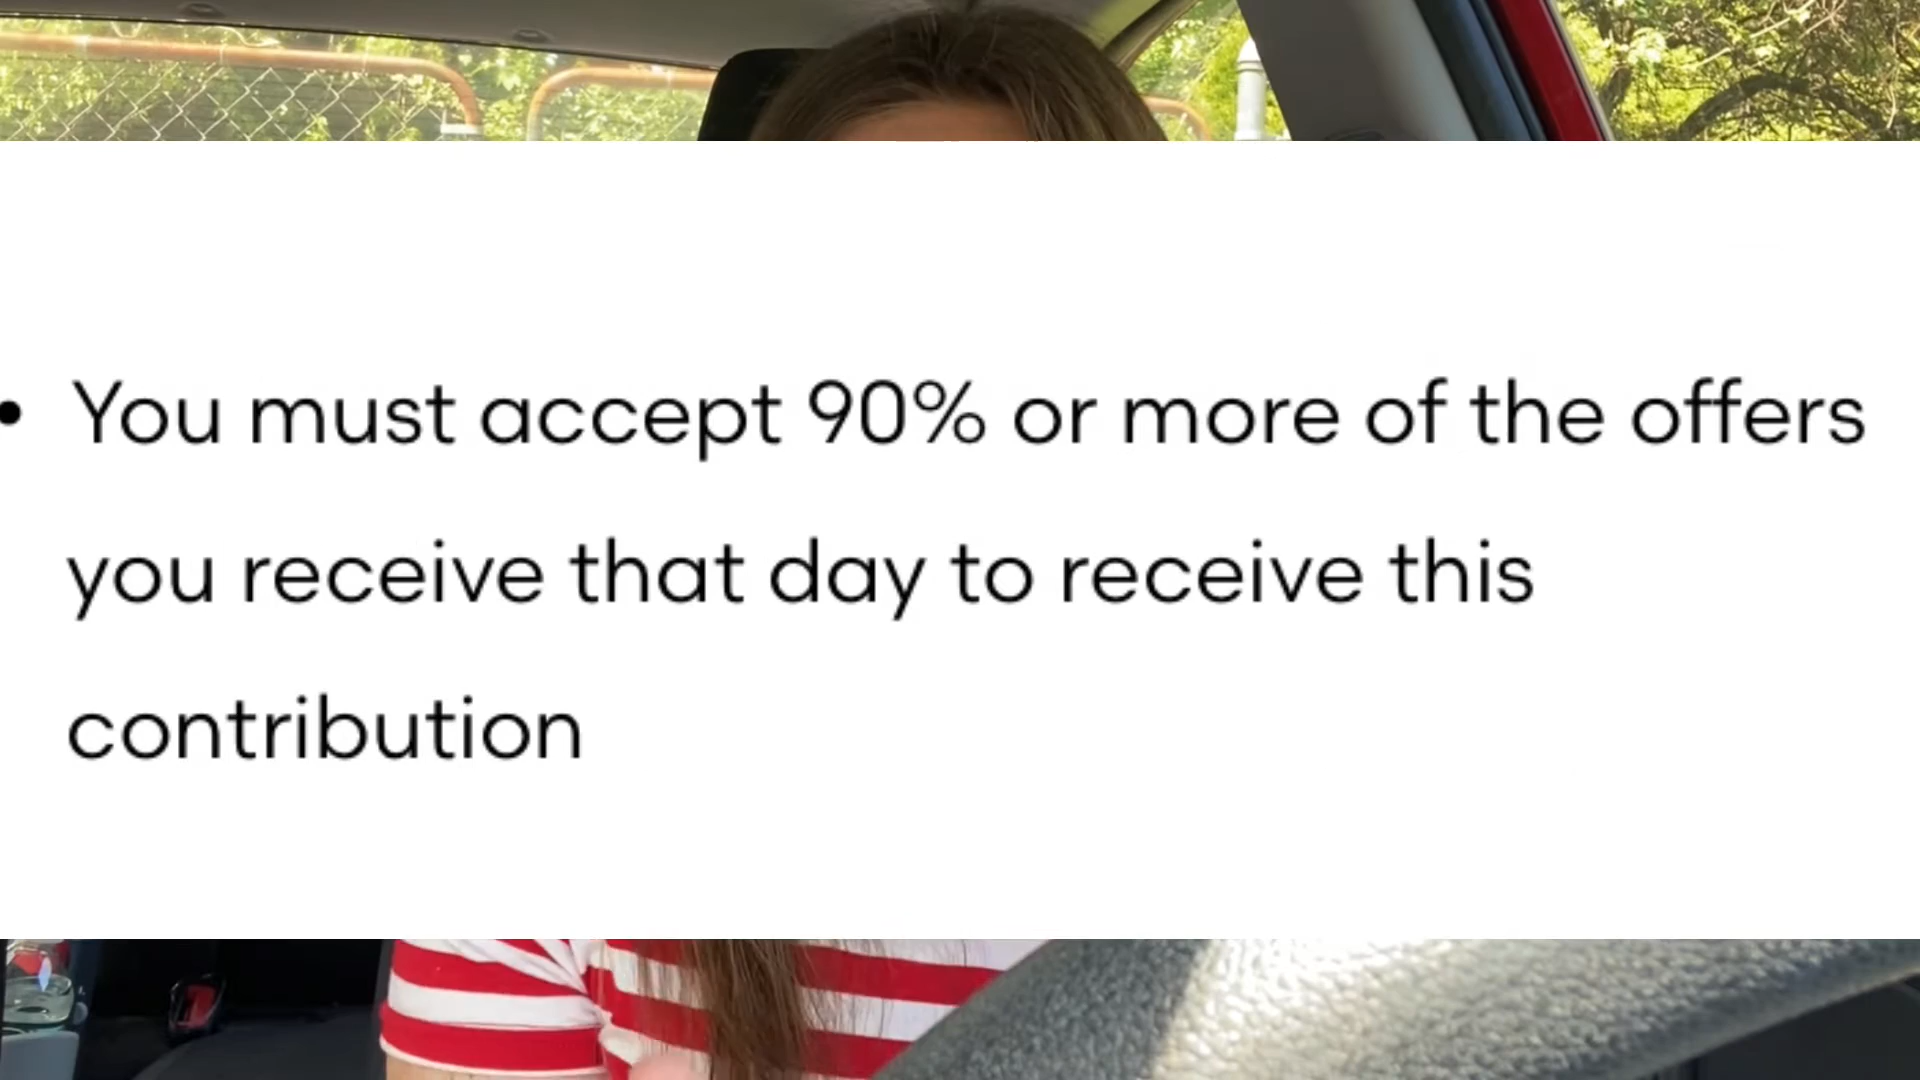 • You must accept 90% or more of the offers
you receive that day to receive this
contribution